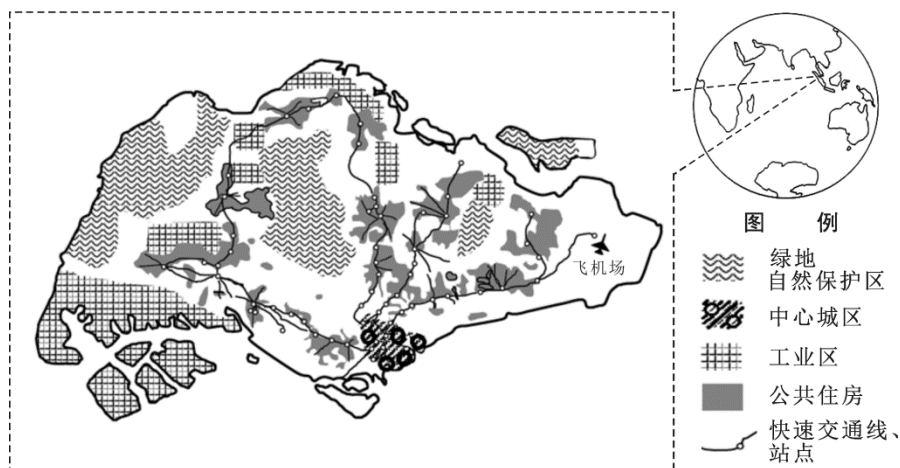 飞机场
图 例
绿地
自然保护区
中心城区
工业区
公共住房
快速交通线、
站点